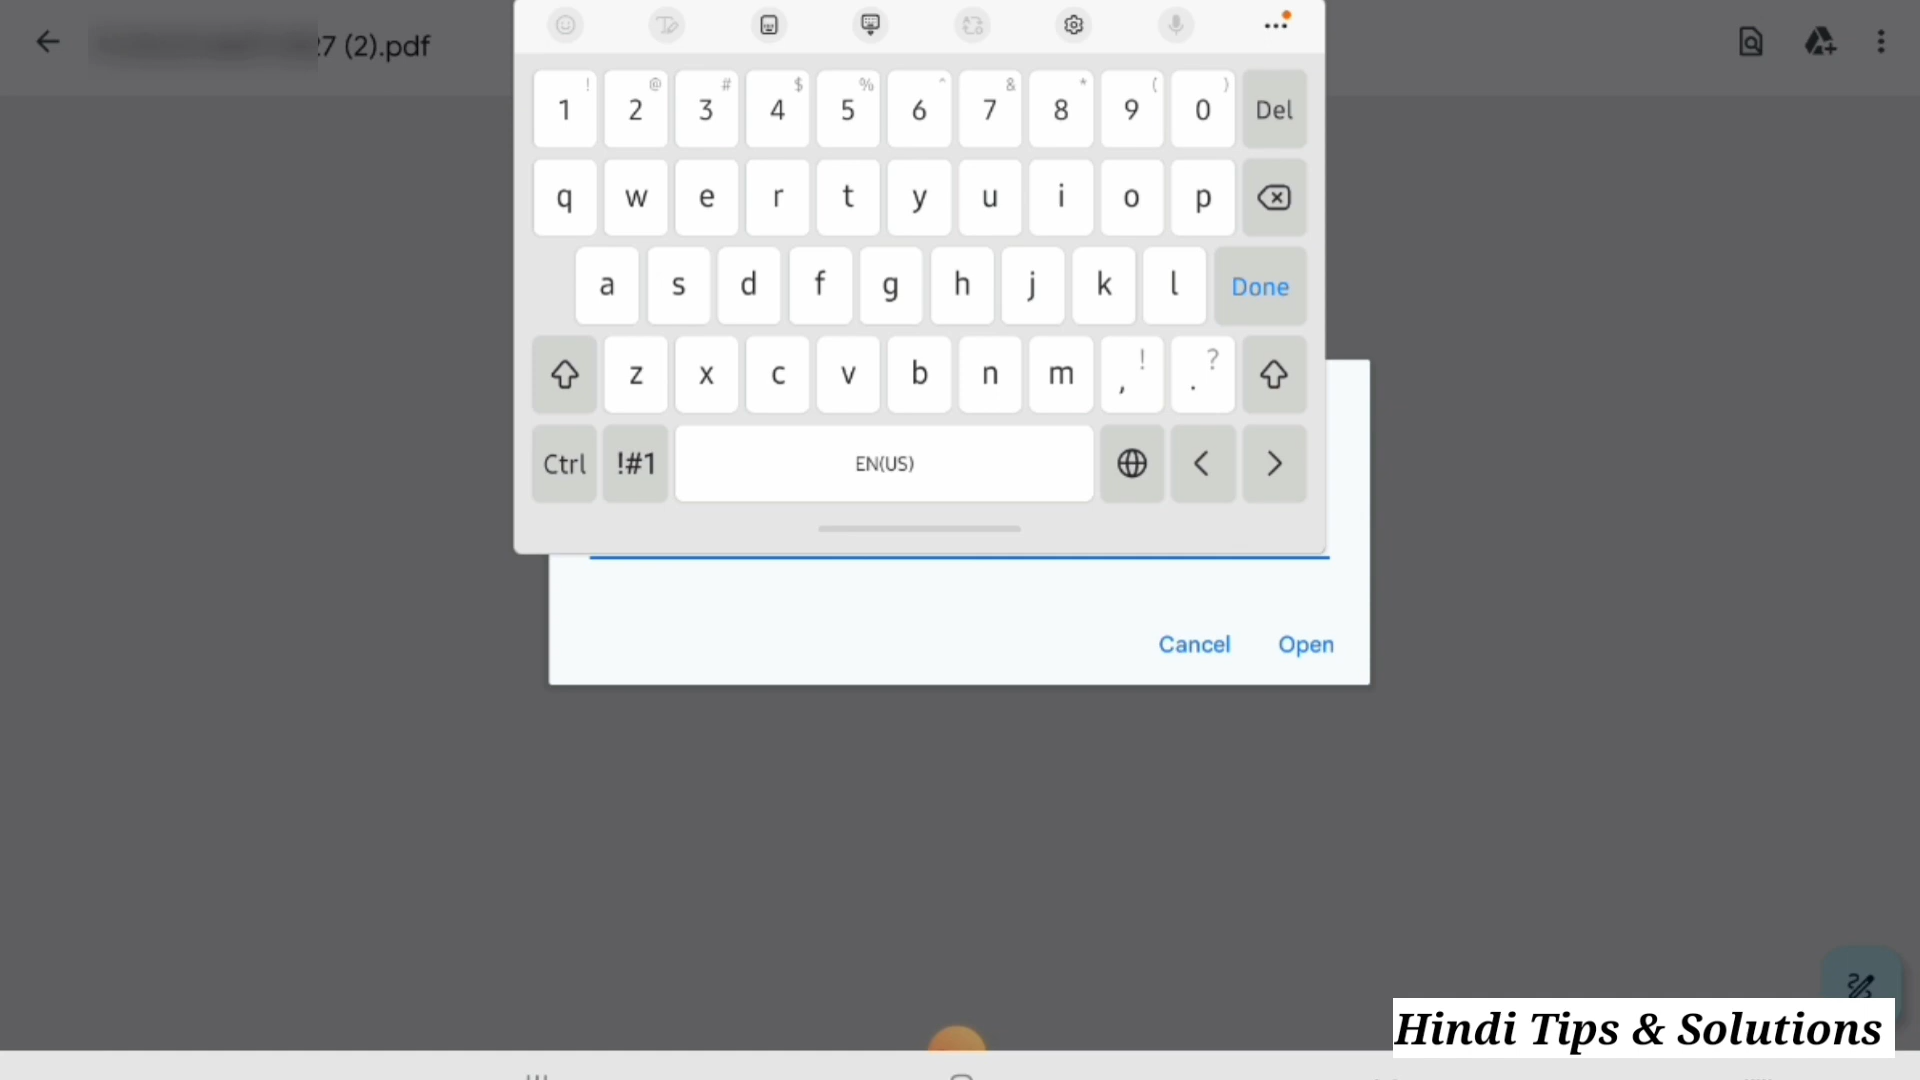 27 (2).pdf
! @ # $ % ^ & * ( )
1 2 3 4 5 6 7 8 9 0 Del
q w e r t y u i o p
a s d f g h j k l Done
z x c v b n m , ! . ?
Ctrl !#1 EN(US) < >
Cancel Open
Hindi Tips & Solutions